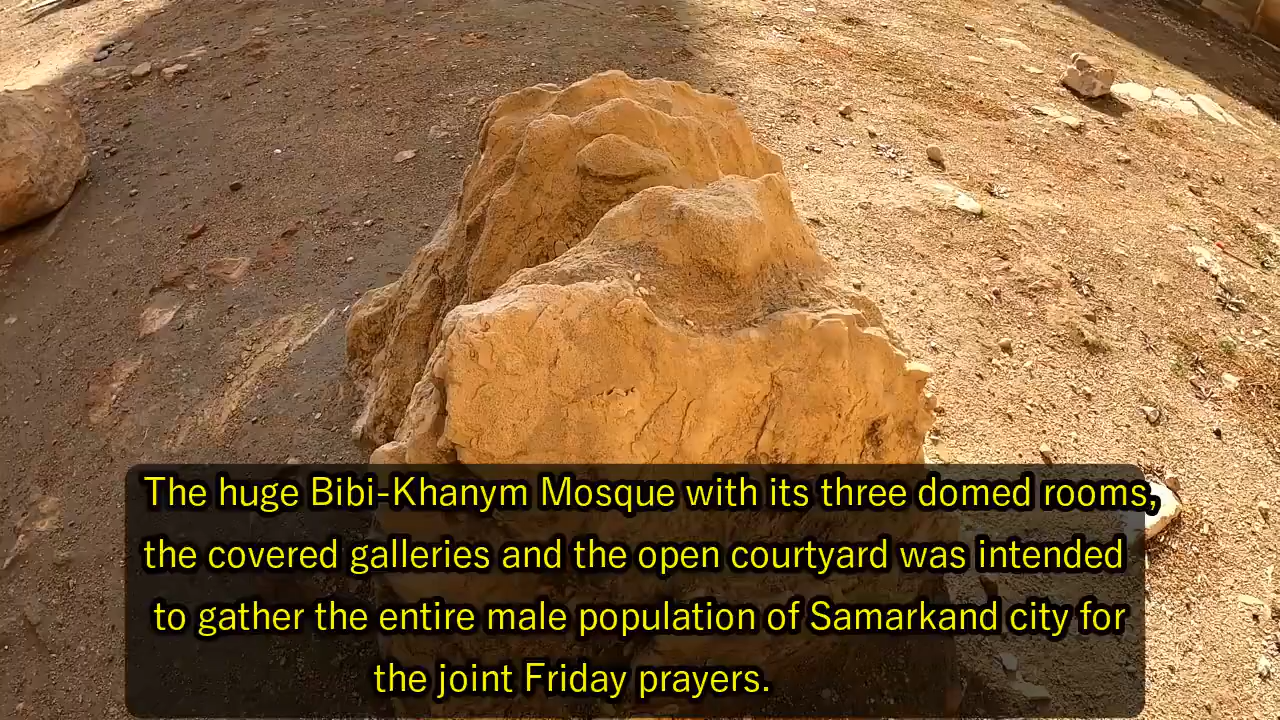 The huge Bibi-Khanym Mosque with its three domed rooms,
the covered galleries and the open courtyard was intended
to gather the entire male population of Samarkand city for
the joint Friday prayers.